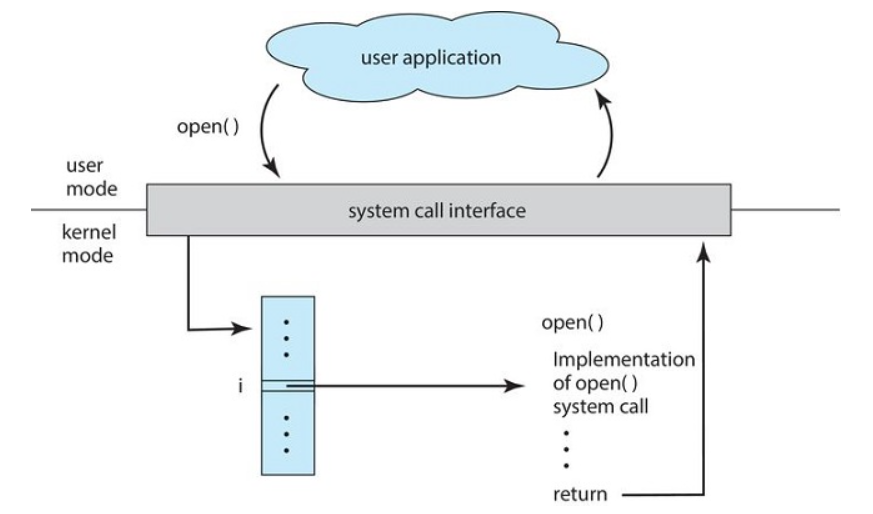 user application
open( )
user
mode
system call interface
kernel
mode
i
open( )
Implementation
of open( )
system call
return